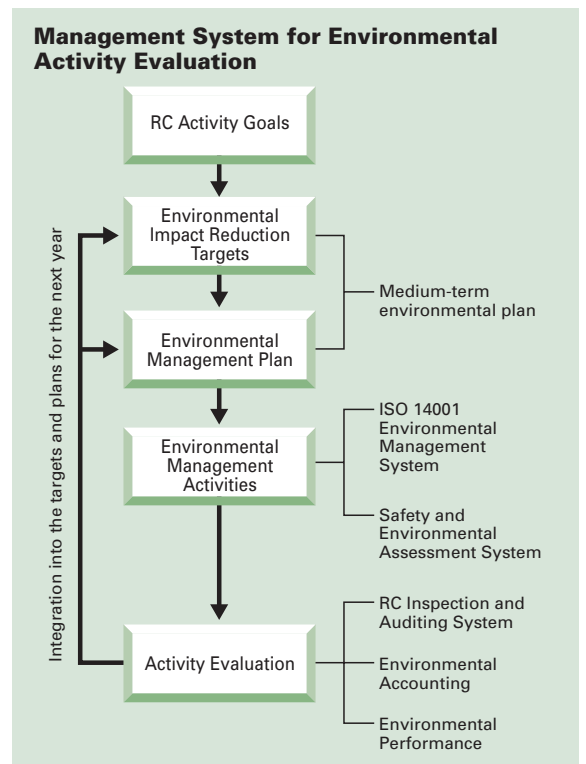 Management System for Environmental
Activity Evaluation
RC Activity Goals
Environmental
Impact Reduction
Targets
Medium-term
environmental plan
Environmental
Management Plan
ISO 14001
Environmental
Management
System
Environmental
Management
Activities
Safety and
Environmental
Assessment System
Integration into the targets and plans for the next year
RC Inspection and
Auditing System
Activity Evaluation
Environmental
Accounting
Environmental
Performance